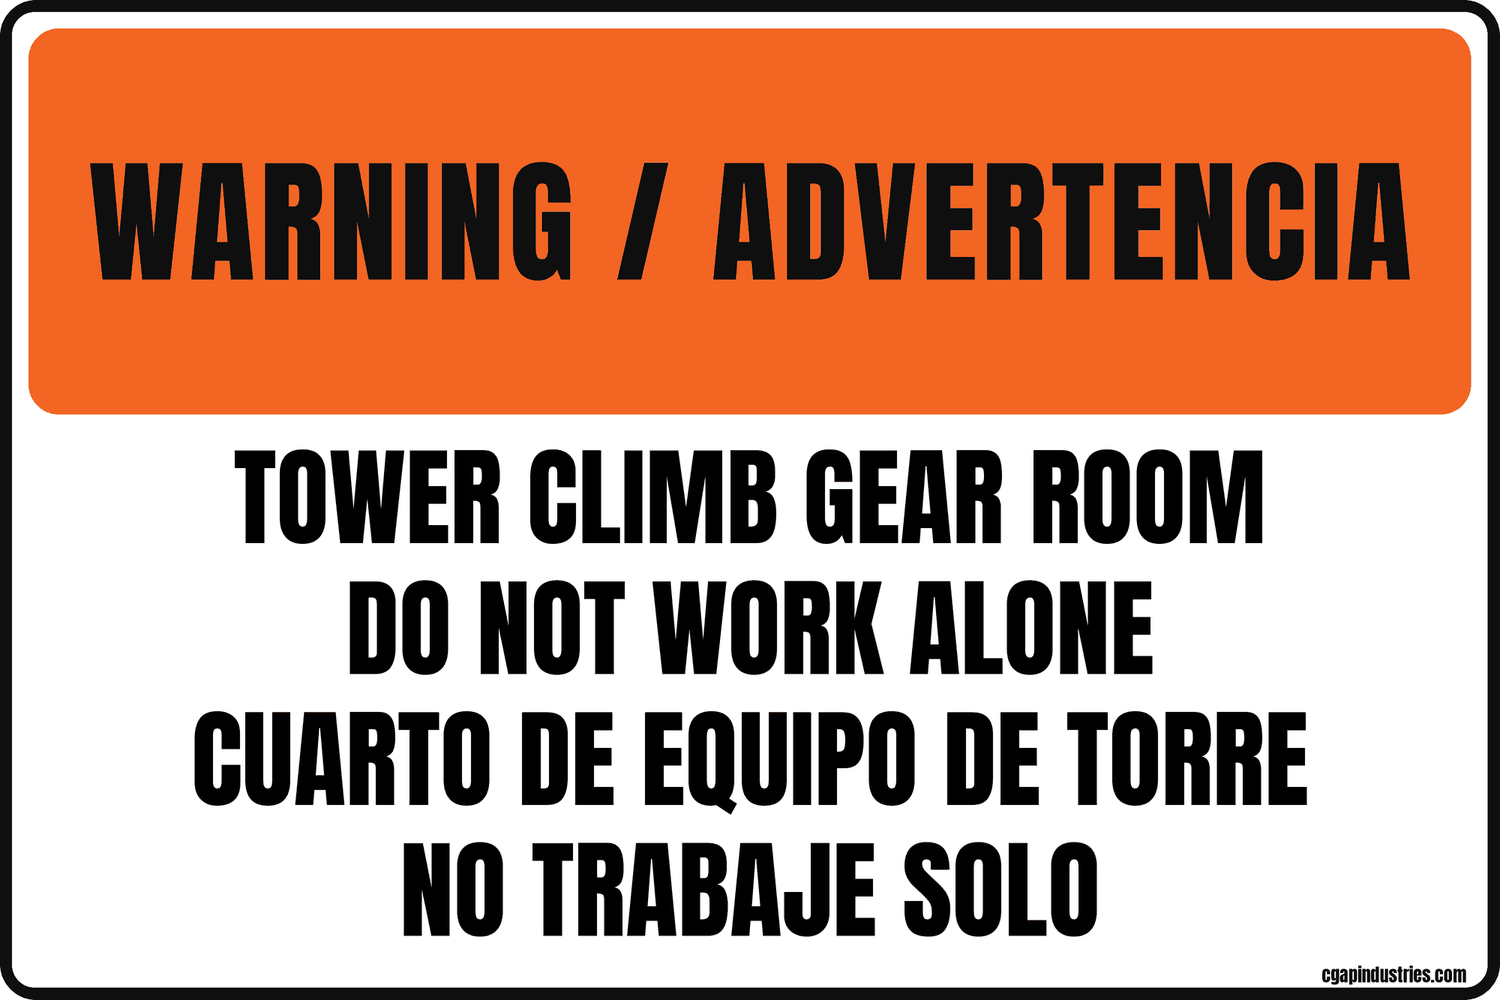 WARNING / ADVERTENCIA
TOWER CLIMB GEAR ROOM
DO NOT WORK ALONE
CUARTO DE EQUIPO DE TORRE
NO TRABAJE SOLO
cgapindustries.com